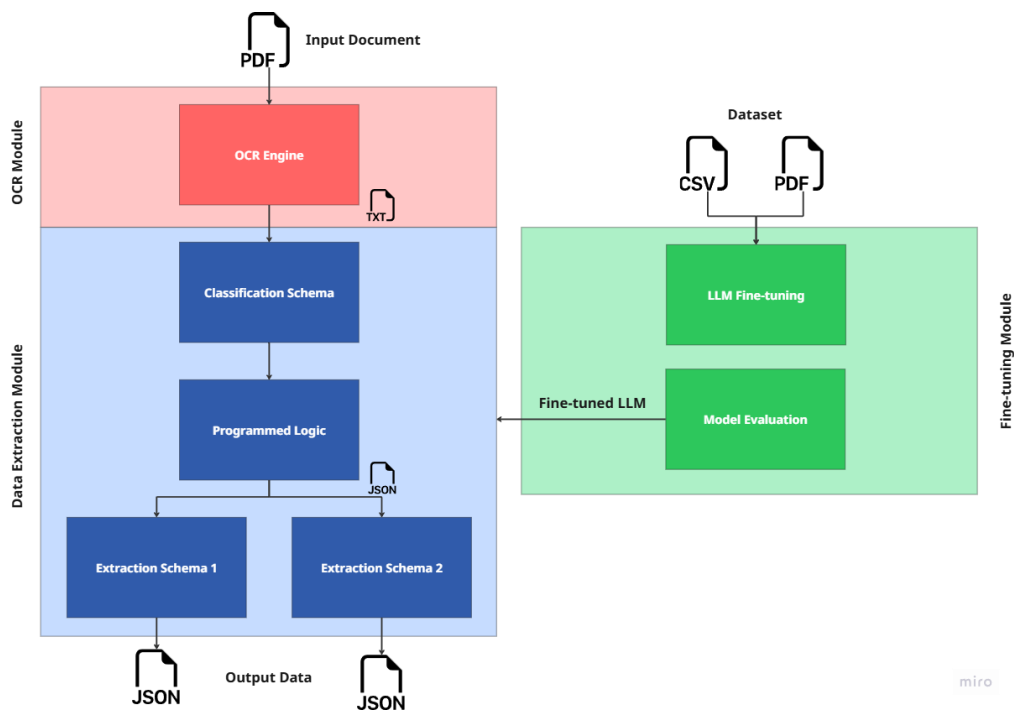 PDF
Input Document
OCR Module
OCR Engine
TXT
Dataset
CSV
PDF
Data Extraction Module
Classification Schema
LLM Fine-tuning
Fine-tuning Module
Programmed Logic
Fine-tuned LLM
Model Evaluation
JSON
Extraction Schema 1
Extraction Schema 2
JSON
Output Data
JSON
miro